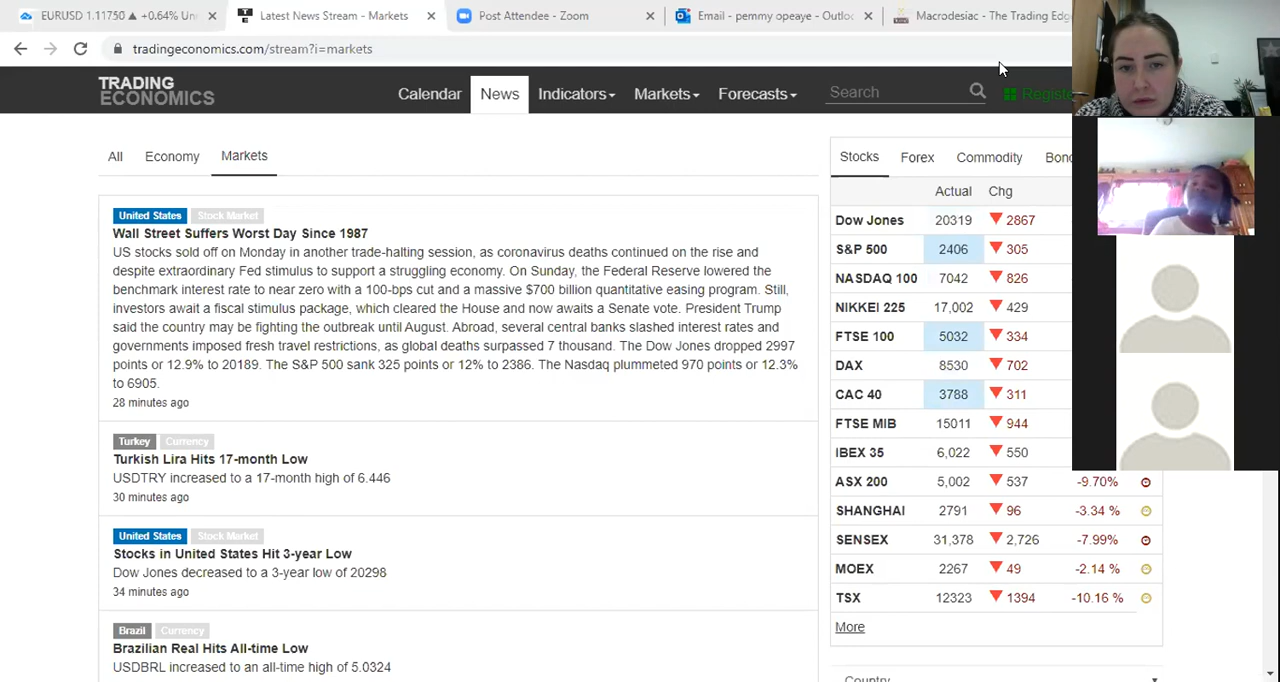 EURUSD 1.11750 ▲ +0.64% Un
Latest News Stream - Markets
Post Attendee - Zoom
Email - pemmy opeaye - Outlo
Macrodesiac - The Trading Edg
tradingeconomics.com/stream?i=markets
TRADING
ECONOMICS
Calendar
News
Indicators
Markets
Forecasts
Search
Registe
All
Economy
Markets
United States Stock Market
Wall Street Suffers Worst Day Since 1987
US stocks sold off on Monday in another trade-halting session, as coronavirus deaths continued on the rise and
despite extraordinary Fed stimulus to support a struggling economy. On Sunday, the Federal Reserve lowered the
benchmark interest rate to near zero with a 100-bps cut and a massive $700 billion quantitative easing program. Still,
investors await a fiscal stimulus package, which cleared the House and now awaits a Senate vote. President Trump
said the country may be fighting the outbreak until August. Abroad, several central banks slashed interest rates and
governments imposed fresh travel restrictions, as global deaths surpassed 7 thousand. The Dow Jones dropped 2997
points or 12.9% to 20189. The S&P 500 sank 325 points or 12% to 2386. The Nasdaq plummeted 970 points or 12.3%
to 6905.
28 minutes ago
Turkey Currency
Turkish Lira Hits 17-month Low
USDTRY increased to a 17-month high of 6.446
30 minutes ago
United States Stock Market
Stocks in United States Hit 3-year Low
Dow Jones decreased to a 3-year low of 20298
34 minutes ago
Brazil Currency
Brazilian Real Hits All-time Low
USDBRL increased to an all-time high of 5.0324
Stocks Forex Commodity Bon
Actual Chg
Dow Jones 20319 ▼ 2867
S&P 500 2406 ▼ 305
NASDAQ 100 7042 ▼ 826
NIKKEI 225 17,002 ▼ 429
FTSE 100 5032 ▼ 334
DAX 8530 ▼ 702
CAC 40 3788 ▼ 311
FTSE MIB 15011 ▼ 944
IBEX 35 6,022 ▼ 550
ASX 200 5,002 ▼ 537 -9.70%
SHANGHAI 2791 ▼ 96 -3.34 %
SENSEX 31,378 ▼ 2,726 -7.99%
MOEX 2267 ▼ 49 -2.14 %
TSX 12323 ▼ 1394 -10.16 %
More
Country